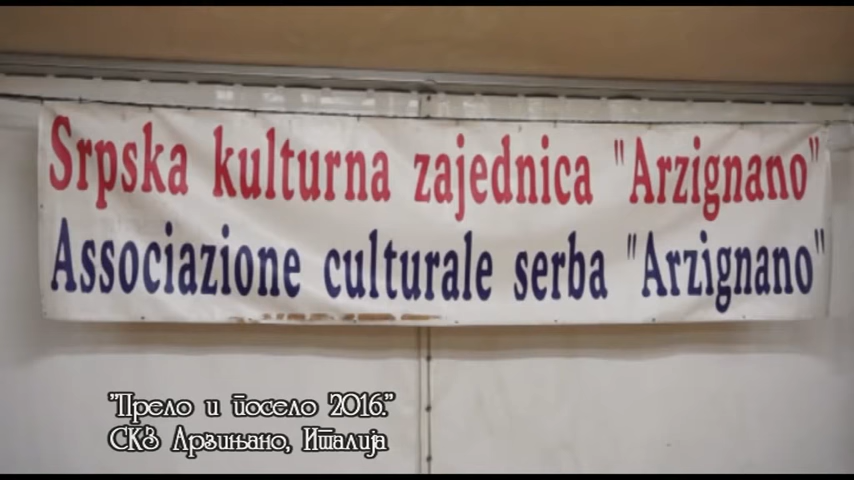 Srpska kulturna zajednica "Arzignano"
Associazione culturale serba "Arzignano"
"Прело и посело 2016."
СКЗ Арзињано, Италија